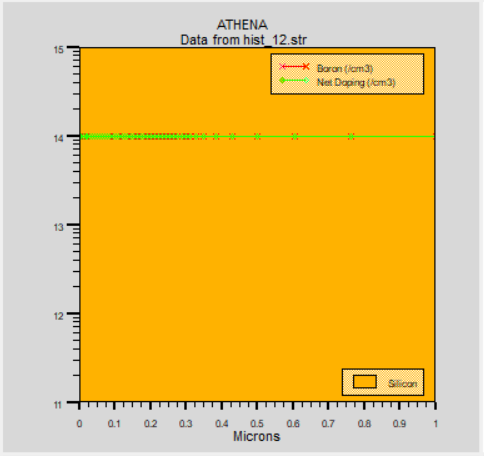 ATHENA
Data from hist_12.str
15
Boron (/cm3)
Net Doping (/cm3)
14
13
12
11
Silicon
0 0.1 0.2 0.3 0.4 0.5 0.6 0.7 0.8 0.9 1
Microns